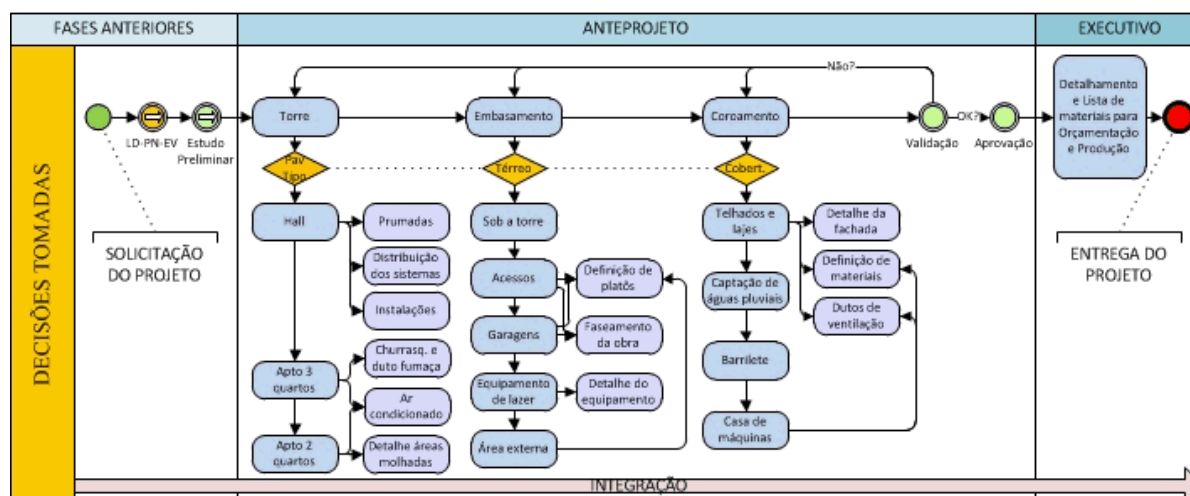 FASES ANTERIORES
ANTEPROJETO
EXECUTIVO
DECISÕES TOMADAS
LD-PN-EV
Estudo
Preliminar
SOLICITAÇÃO
DO PROJETO
Não?
Torre
Embasamento
Coroamento
Validação
OK?
Aprovação
Pav
Tipo
Térreo
Cobert.
Hall
Prumadas
Distribuição
dos sistemas
Instalações
Apto 3
quartos
Churrasq. e
duto fumaça
Ar
condicionado
Apto 2
quartos
Detalhe áreas
molhadas
Sob a torre
Acessos
Definição de
platôs
Garagens
Faseamento
da obra
Equipamento
de lazer
Detalhe do
equipamento
Área externa
Telhados e
lajes
Detalhe da
fachada
Definição de
materiais
Captação de
águas pluviais
Dutos de
ventilação
Barrilete
Casa de
máquinas
Detalhamento
e Lista de
materiais para
Orçamentação
e Produção
ENTREGA DO
PROJETO
INTEGRAÇÃO